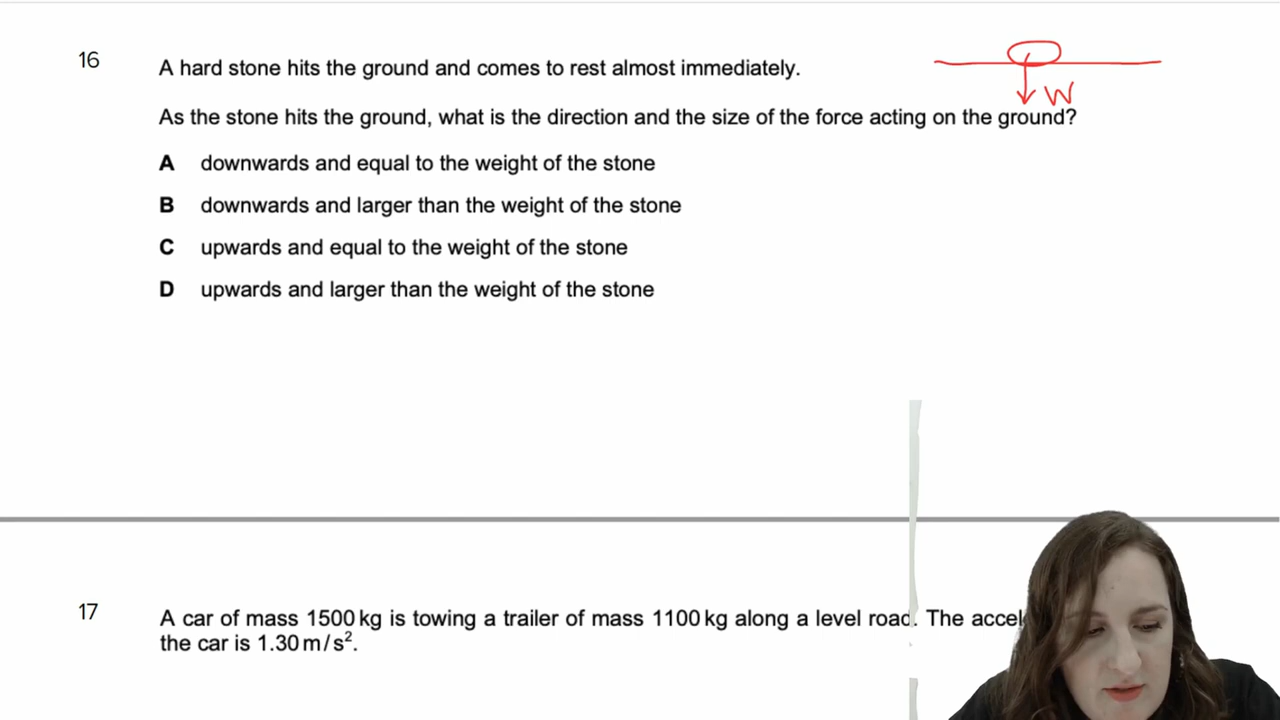 16
A hard stone hits the ground and comes to rest almost immediately.
W
As the stone hits the ground, what is the direction and the size of the force acting on the ground?
A downwards and equal to the weight of the stone
B downwards and larger than the weight of the stone
C upwards and equal to the weight of the stone
D upwards and larger than the weight of the stone
17
A car of mass 1500 kg is towing a trailer of mass 1100 kg along a level road. The accel
the car is 1.30 m/s².